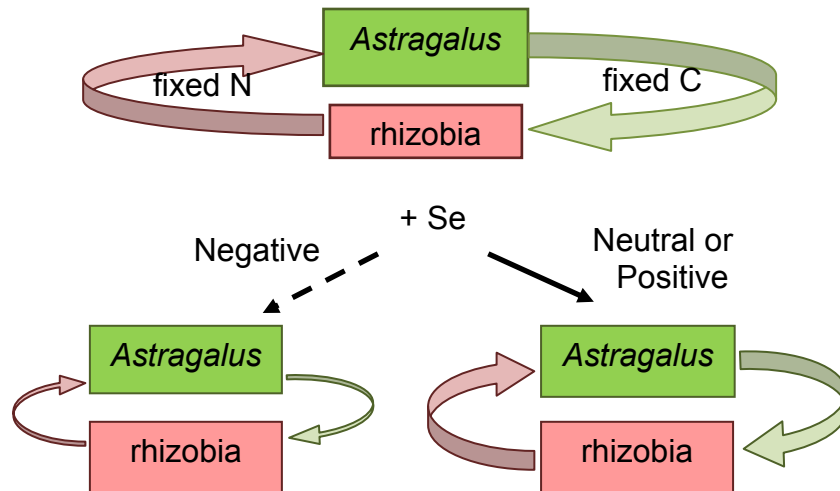 Astragalus
fixed N
fixed C
rhizobia
+ Se
Negative
Neutral or
Positive
Astragalus
Astragalus
rhizobia
rhizobia